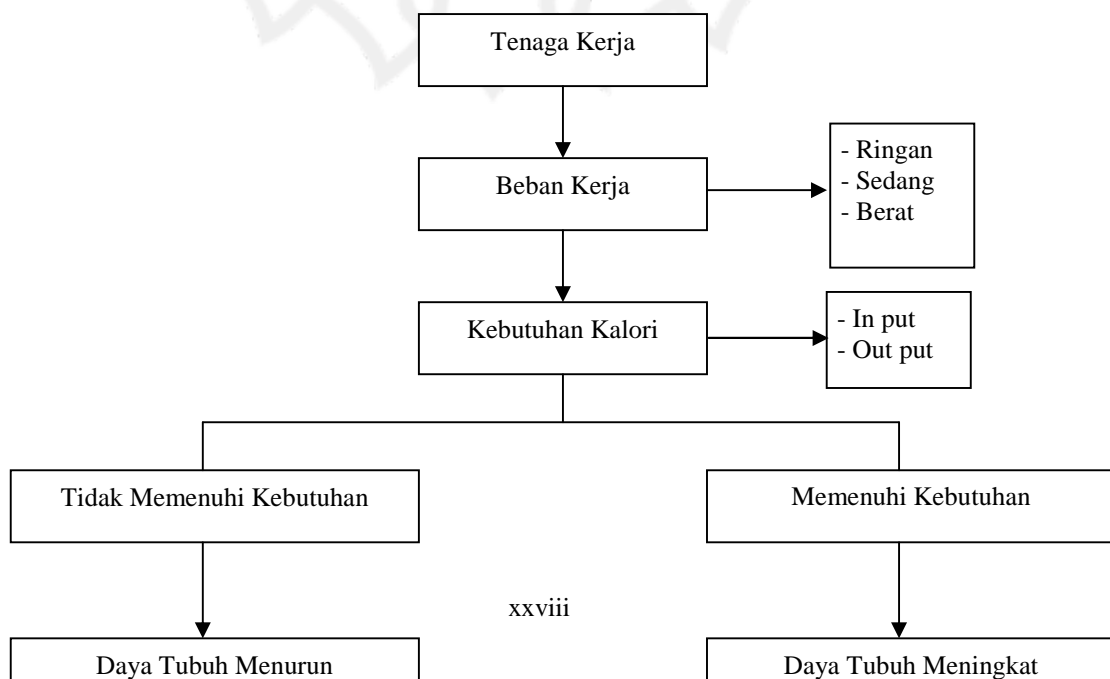 Tenaga Kerja
Beban Kerja
- Ringan
- Sedang
- Berat
Kebutuhan Kalori
- In put
- Out put
Tidak Memenuhi Kebutuhan
Memenuhi Kebutuhan
xxviii
Daya Tubuh Menurun
Daya Tubuh Meningkat